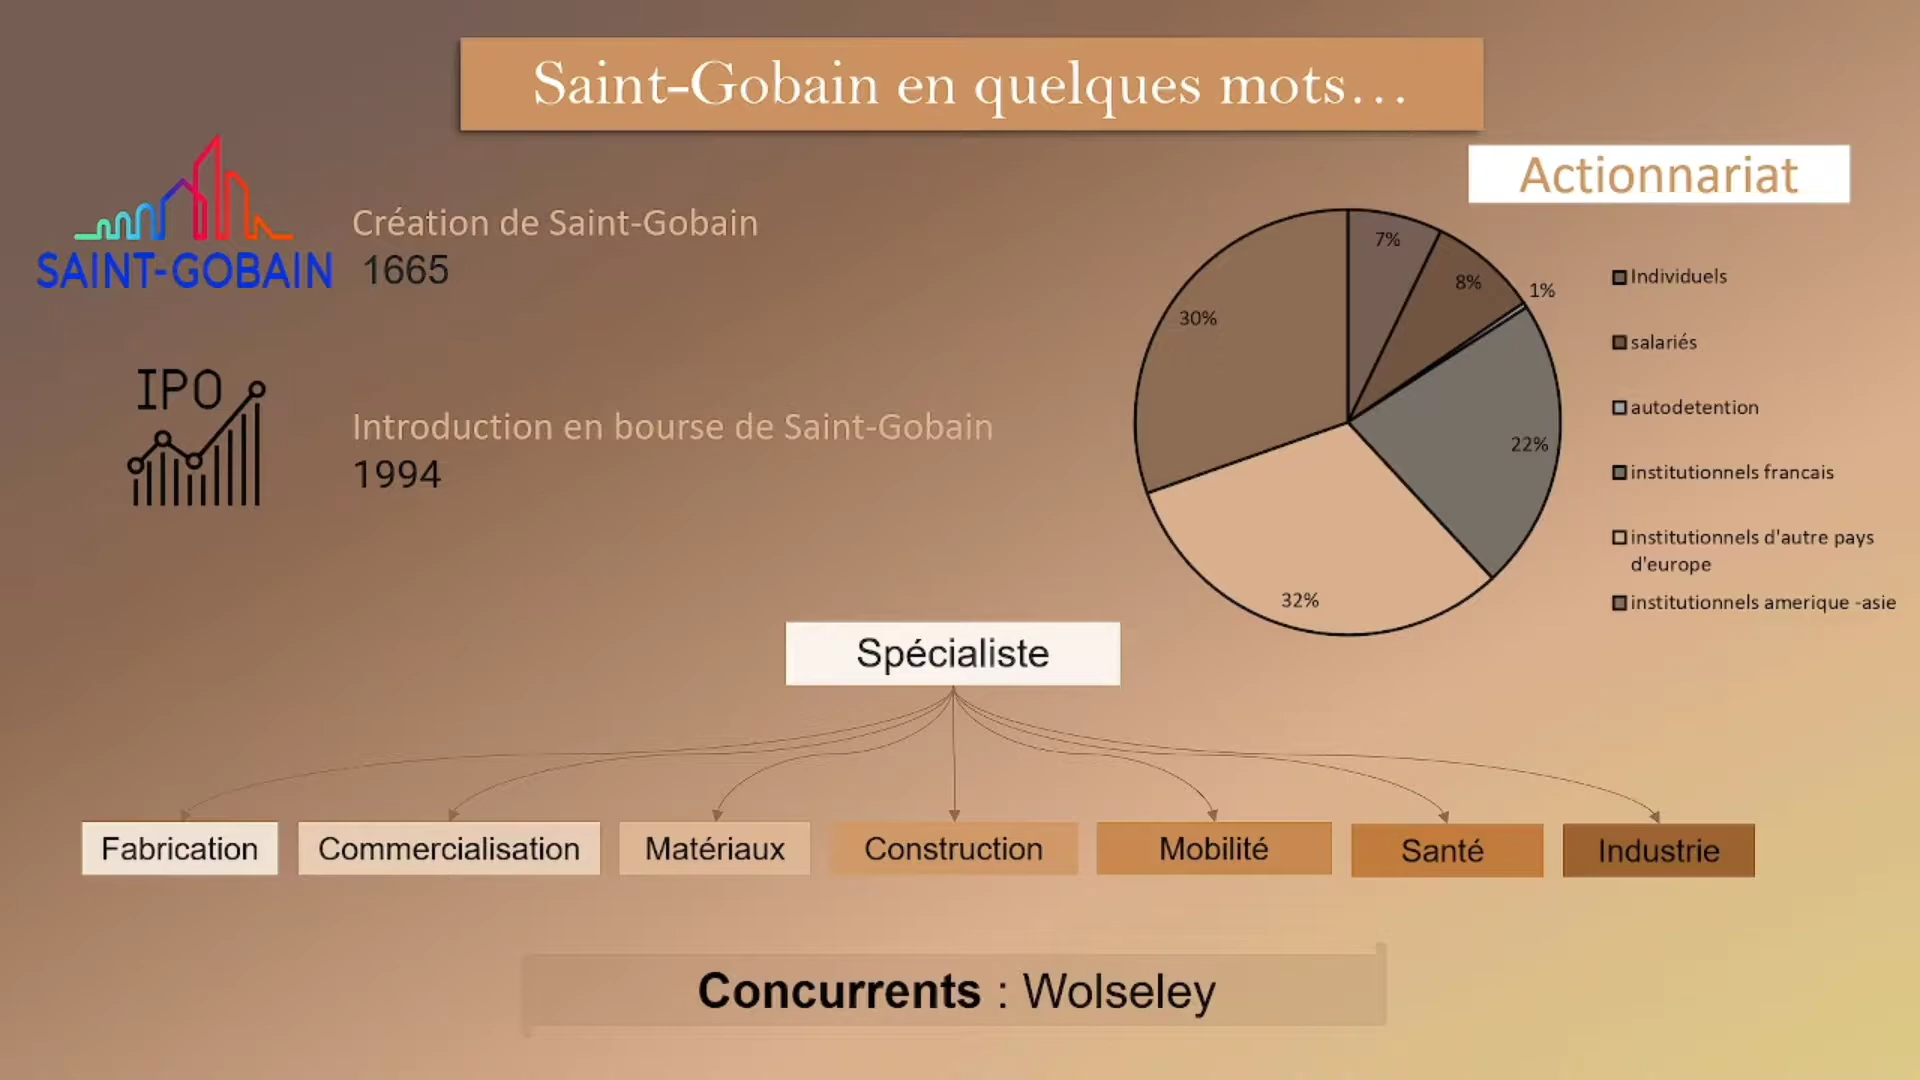 Saint-Gobain en quelques mots...
SAINT-GOBAIN
Création de Saint-Gobain
1665
IPO
Introduction en bourse de Saint-Gobain
1994
Actionnariat
7%
8%
1%
22%
32%
30%
Individuels
salariés
autodetention
institutionnels francais
institutionnels d'autre pays
d'europe
institutionnels amerique -asie
Spécialiste
Fabrication
Commercialisation
Matériaux
Construction
Mobilité
Santé
Industrie
Concurrents : Wolseley